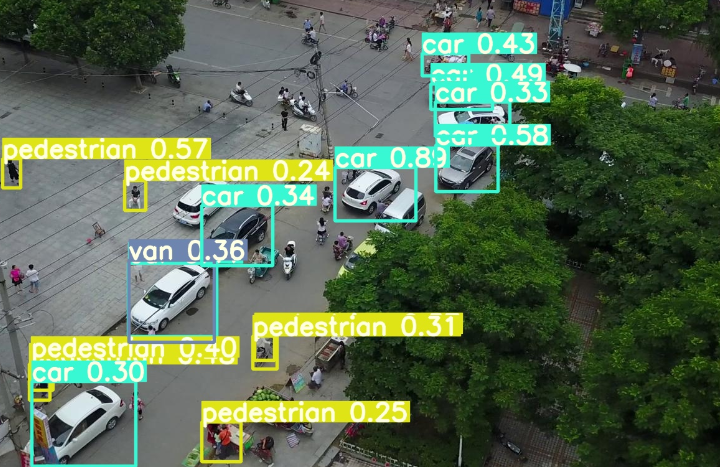 car 0.43
car 0.49
car 0.33
car 0.58
pedestrian 0.57
car 0.89
pedestrian 0.24
car 0.34
van 0.36
pedestrian 0.31
pedestrian 0.40
car 0.30
pedestrian 0.25